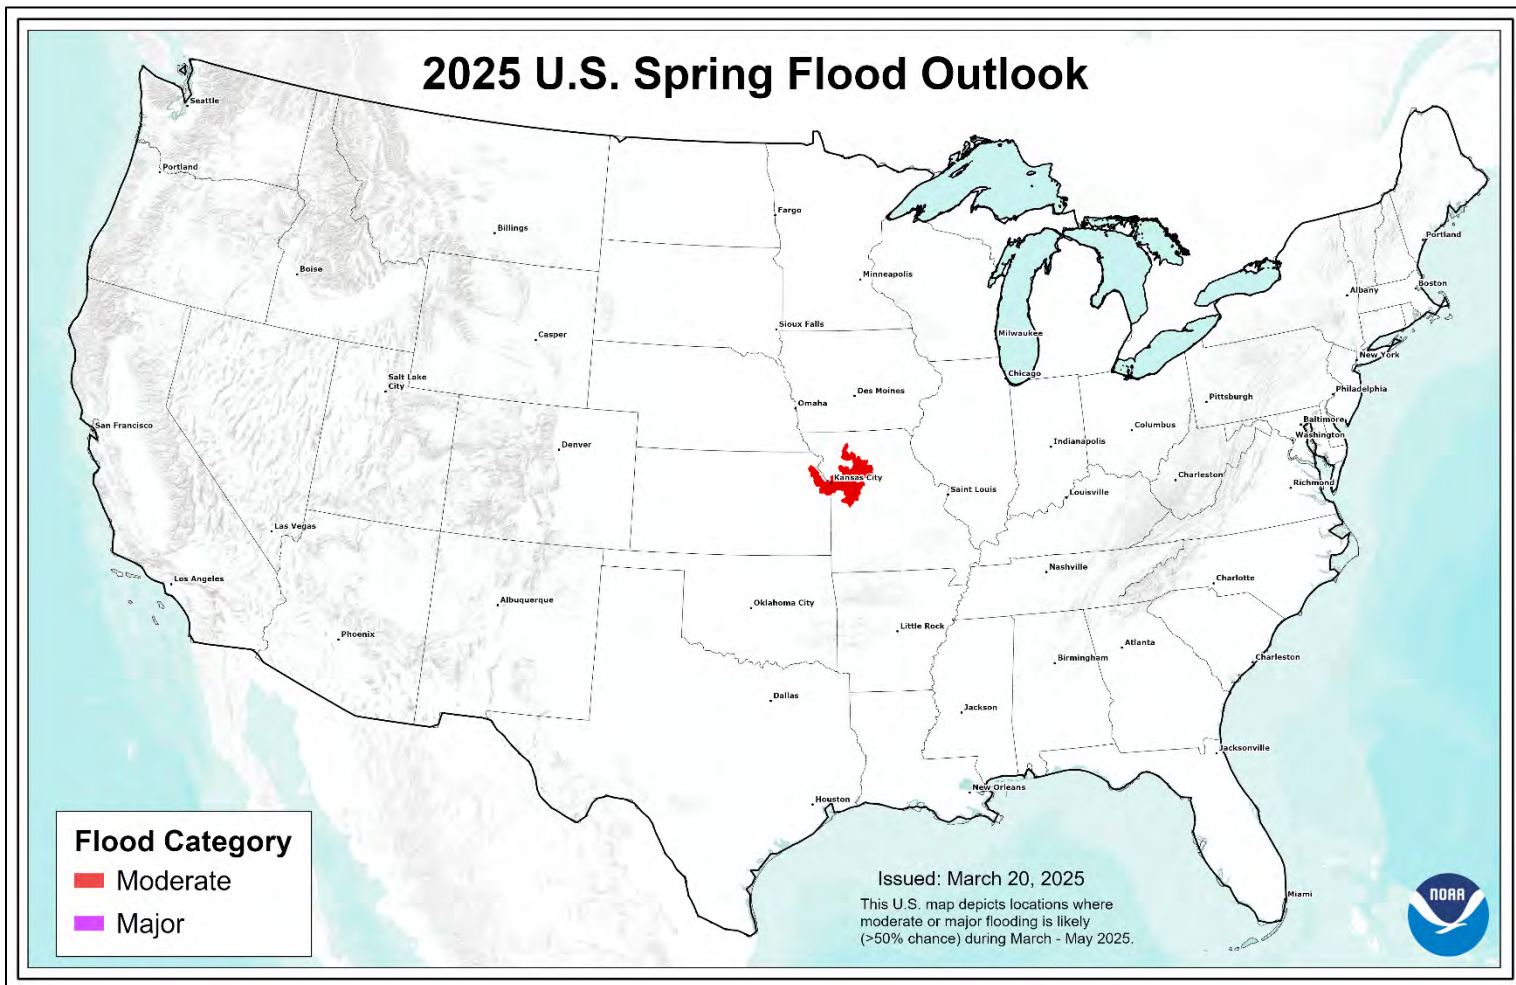 2025 U.S. Spring Flood Outlook
Seattle
Portland
Billings
Fargo
Boise
Minneapolis
Portland
Albany
Boston
Casper
Sioux Falls
Milwaukee
New York
Salt Lake
City
Chicago
Des Moines
Omaha
Pittsburgh
Philadelphia
San Francisco
Denver
Indianapolis
Columbus
Baltimore
Washington
Kansas City
Saint Louis
Louisville
Charleston
Richmond
Las Vegas
Los Angeles
Albuquerque
Oklahoma City
Nashville
Charlotte
Phoenix
Little Rock
Birmingham
Atlanta
Charleston
Dallas
Jackson
Jacksonville
Houston
New Orleans
Miami
Flood Category
Moderate
Major
Issued: March 20, 2025
This U.S. map depicts locations where
moderate or major flooding is likely
(>50% chance) during March - May 2025.
NOAA